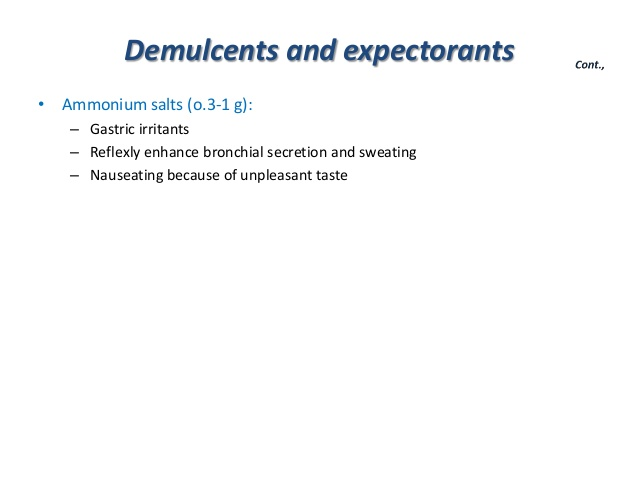 Demulcents and expectorants
Cont.,
• Ammonium salts (o.3-1 g):
– Gastric irritants
– Reflexly enhance bronchial secretion and sweating
– Nauseating because of unpleasant taste